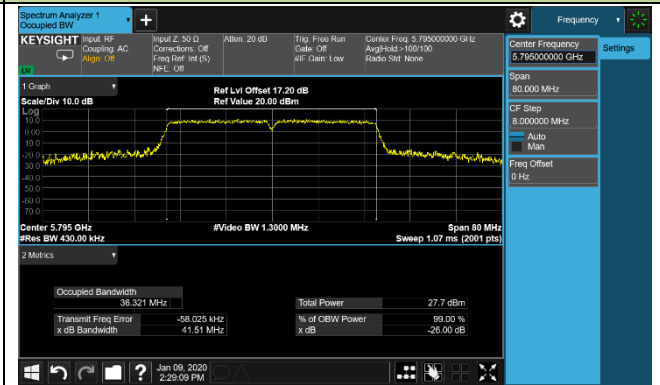 Spectrum Analyzer 1
Occupied BW
+
Frequency
KEYSIGHT
Input: RF
Coupling: AC
Align: Off
Input Z: 50 Ω
Corrections: Off
Freq Ref: Int (S)
NFE: Off
Atten: 20 dB
Trig: Free Run
Gate: Off
#IF Gain: Low
Center Freq: 5.795000000 GHz
Avg|Hold:>100/100
Radio Std: None
Center Frequency
5.795000000 GHz
Settings
Span
80.000 MHz
CF Step
8.000000 MHz
Auto
Man
Freq Offset
0 Hz
1 Graph
Scale/Div 10.0 dB
Ref Lvl Offset 17.20 dB
Ref Value 20.00 dBm
Log
10.0
0.00
-10.0
-20.0
-30.0
-40.0
-50.0
-60.0
-70.0
Center 5.795 GHz
#Video BW 1.3000 MHz
Span 80 MHz
#Res BW 430.00 kHz
Sweep 1.07 ms (2001 pts)
2 Metrics
Occupied Bandwidth
36.321 MHz
Total Power 27.7 dBm
Transmit Freq Error -58.025 kHz
% of OBW Power 99.00 %
x dB Bandwidth 41.51 MHz
x dB -26.00 dB
?
Jan 09, 2020
2:29:09 PM